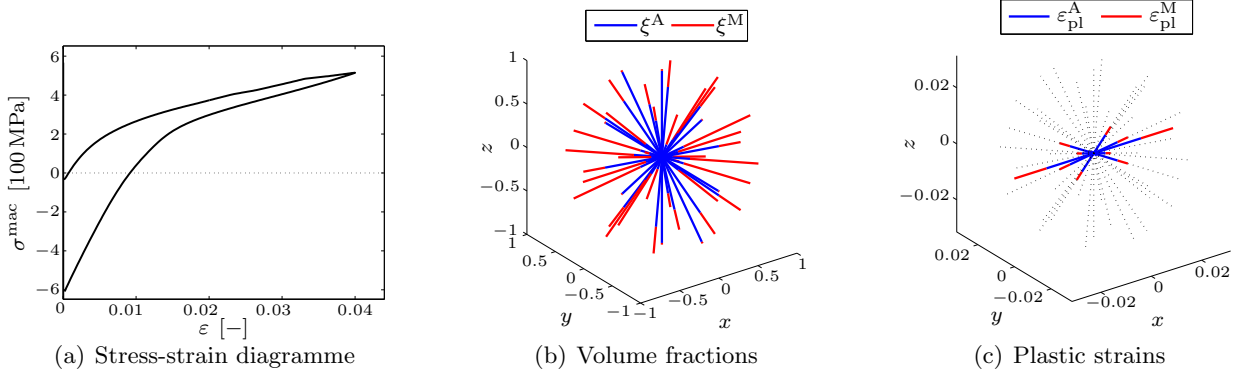 6
4
2
0
−2
−4
−6
0
0.01
0.02
0.03
0.04
σ^mac [100 MPa]
ε [−]
(a) Stress-strain diagramme
ξ^A ξ^M
1
0.5
0
−0.5
−1
z
1
0.5
0
−0.5
−1
y
−1
−0.5
0
0.5
1
x
(b) Volume fractions
ε_pl^A ε_pl^M
0.02
0
−0.02
z
0.02
0
−0.02
y
−0.02
0
0.02
x
(c) Plastic strains